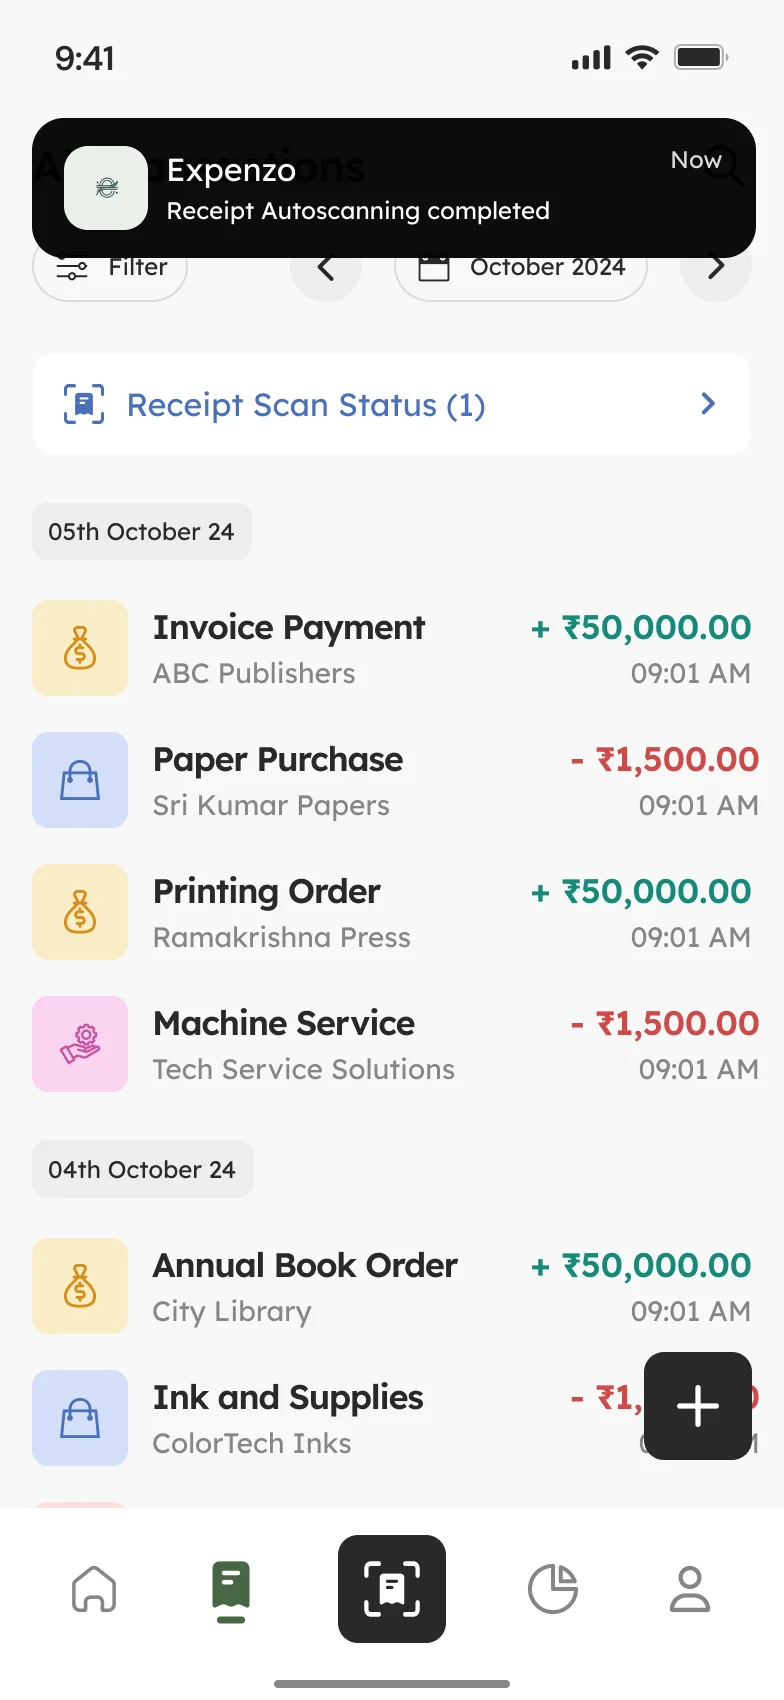 9:41
Expenzo
Now
Receipt Autoscanning completed
Filter
October 2024
Receipt Scan Status (1)
05th October 24
Invoice Payment
+ ₹50,000.00
ABC Publishers
09:01 AM
Paper Purchase
- ₹1,500.00
Sri Kumar Papers
09:01 AM
Printing Order
+ ₹50,000.00
Ramakrishna Press
09:01 AM
Machine Service
- ₹1,500.00
Tech Service Solutions
09:01 AM
04th October 24
Annual Book Order
+ ₹50,000.00
City Library
09:01 AM
Ink and Supplies
- ₹1,
ColorTech Inks